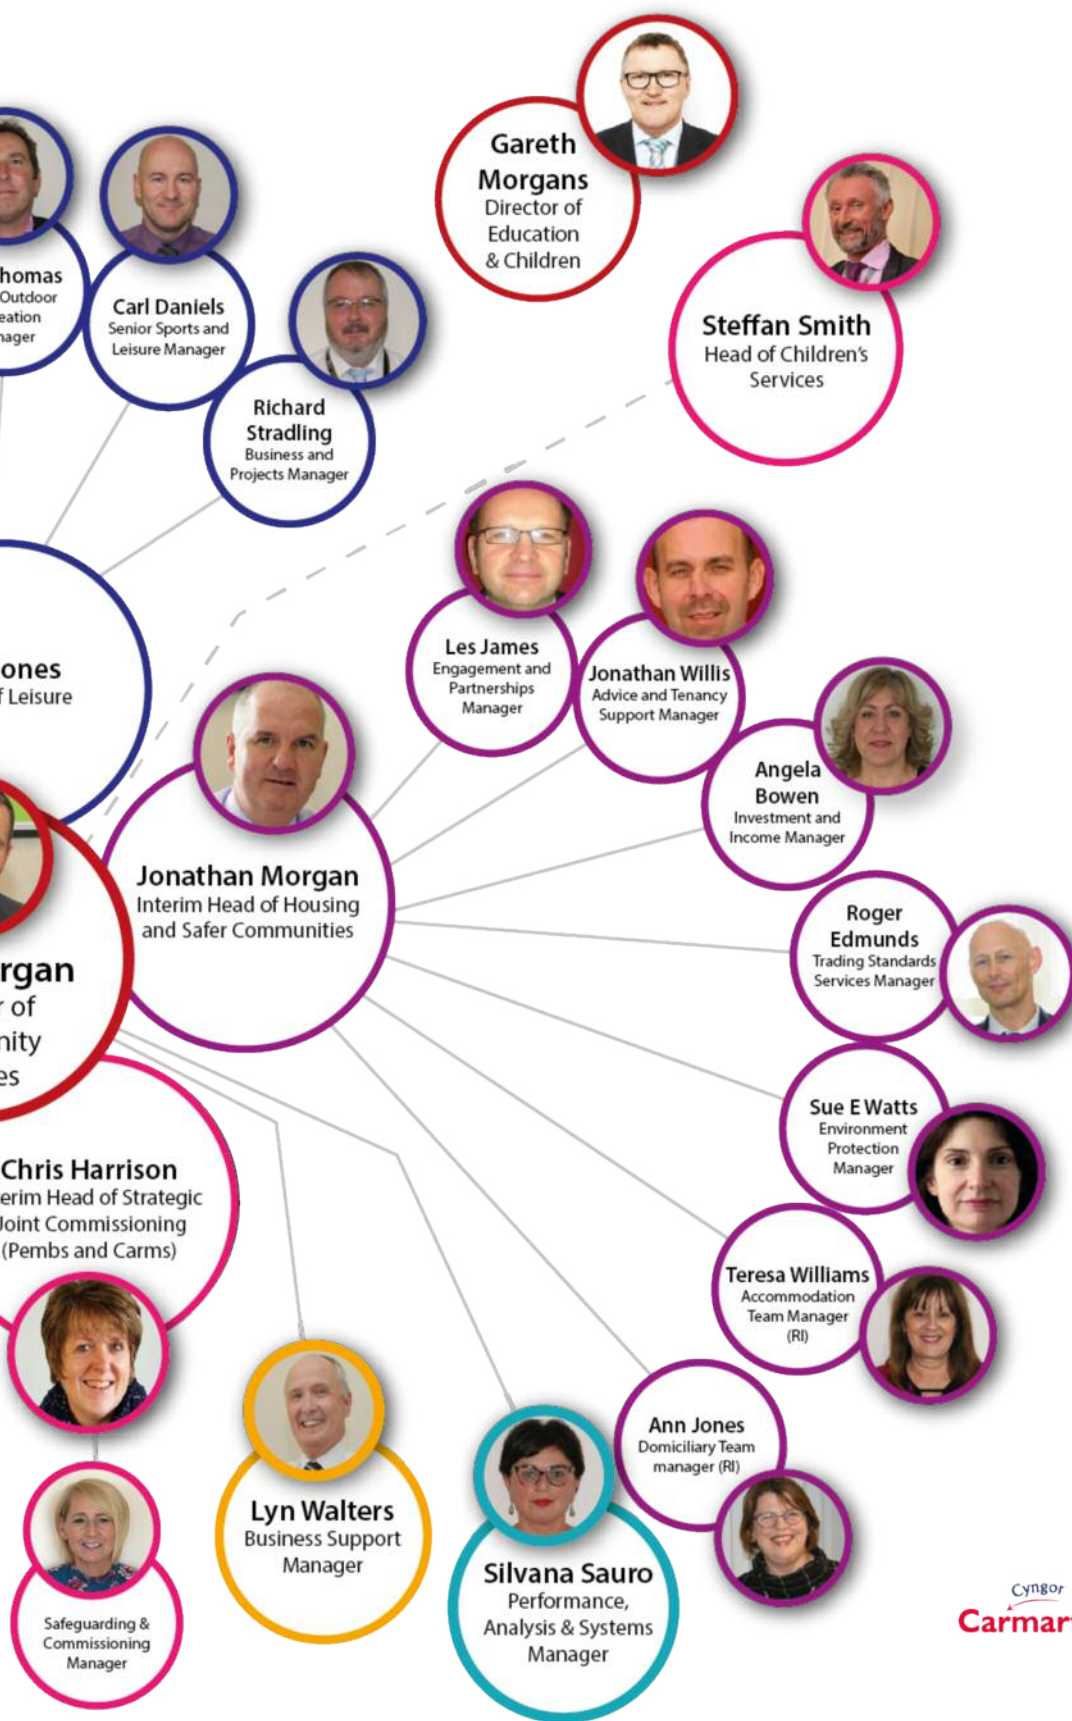 Gareth
Morgans
Director of
Education
& Children
Steffan Smith
Head of Children's
Services
homas
Outdoor
eation
nager
Carl Daniels
Senior Sports and
Leisure Manager
Richard
Stradling
Business and
Projects Manager
ones
f Leisure
Les James
Engagement and
Partnerships
Manager
Jonathan Willis
Advice and Tenancy
Support Manager
Angela
Bowen
Investment and
Income Manager
Jonathan Morgan
Interim Head of Housing
and Safer Communities
Roger
Edmunds
Trading Standards
Services Manager
rgan
r of
nity
es
Sue E Watts
Environment
Protection
Manager
Chris Harrison
erim Head of Strategic
Joint Commissioning
(Pembs and Carms)
Teresa Williams
Accommodation
Team Manager
(RI)
Ann Jones
Domiciliary Team
manager (RI)
Lyn Walters
Business Support
Manager
Silvana Sauro
Performance,
Analysis & Systems
Manager
Safeguarding &
Commissioning
Manager
Cyngor
Carmar